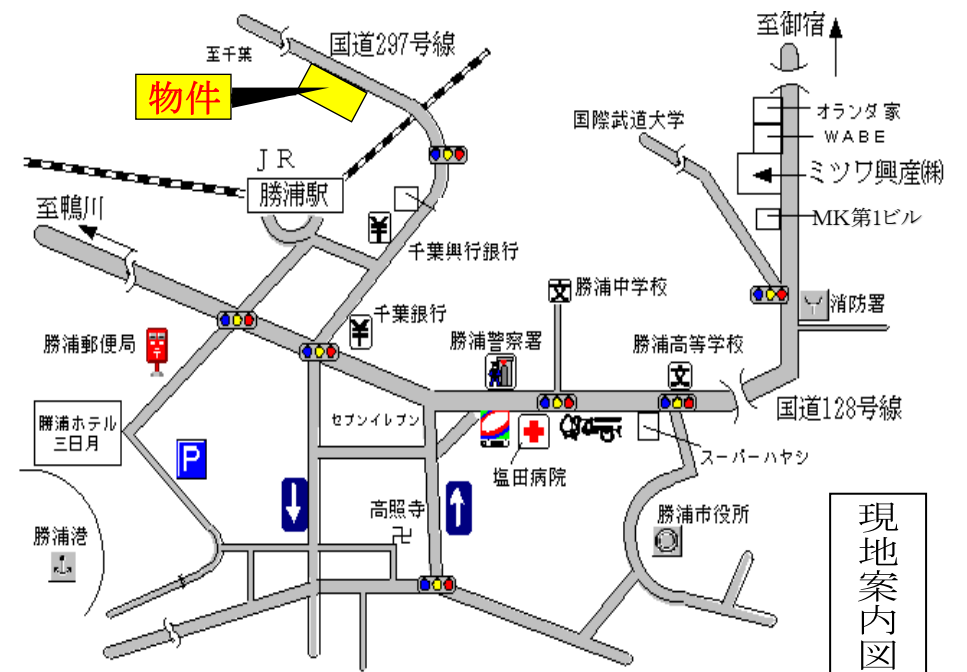 至御宿
国道297号線
至千葉
物件
オランダ家
国際武道大学
WABE
ミツワ興産㈱
JR
勝浦駅
至鴨川
MK第1ビル
千葉興行銀行
勝浦中学校
消防署
千葉銀行
勝浦警察署
勝浦高等学校
勝浦郵便局
文
文
国道128号線
勝浦ホテル
三日月
セブンイレブン
P
スーパーハヤシ
塩田病院
高照寺
勝浦市役所
勝浦港
卍
¥
¥
現地案内図